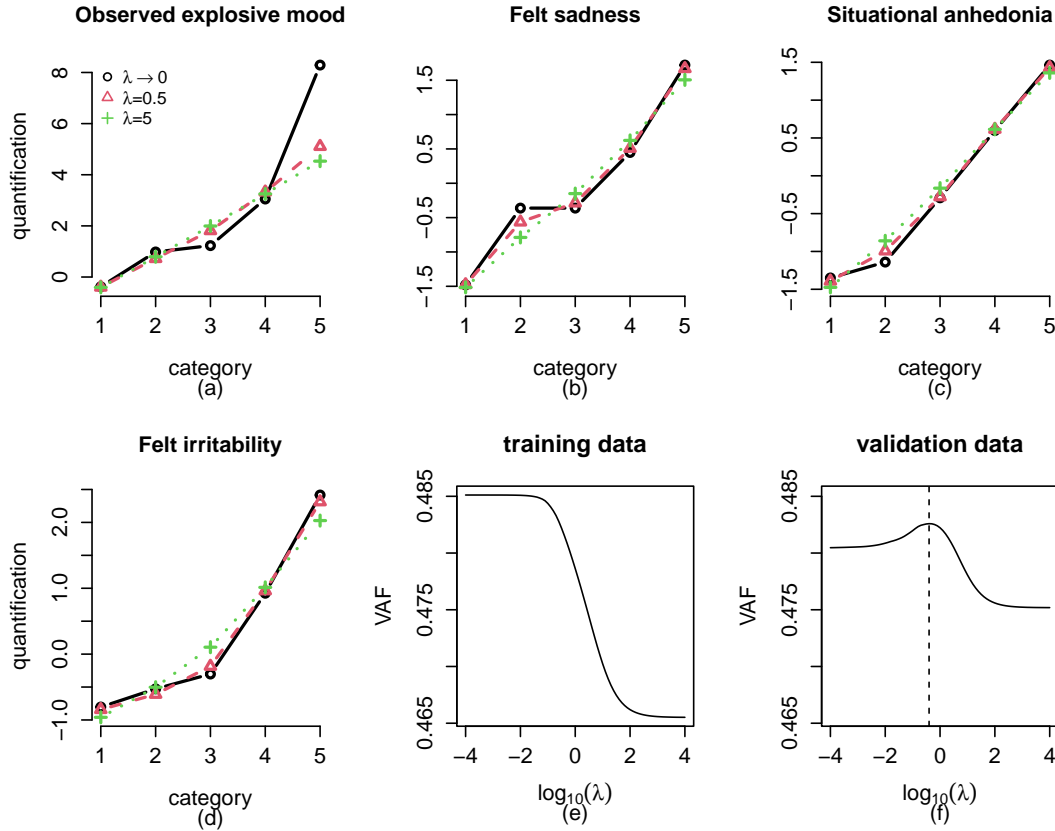 Observed explosive mood
quantification
0 2 4 6 8
λ → 0
λ=0.5
λ=5
1 2 3 4 5
category
(a)
Felt sadness
−1.5 −0.5 0.5 1.5
1 2 3 4 5
category
(b)
Situational anhedonia
−1.5 −0.5 0.5 1.5
1 2 3 4 5
category
(c)
Felt irritability
quantification
−1.0 0.0 1.0 2.0
1 2 3 4 5
category
(d)
training data
VAF
0.465 0.475 0.485
−4 −2 0 2 4
log10(λ)
(e)
validation data
VAF
0.465 0.475 0.485
−4 −2 0 2 4
log10(λ)
(f)